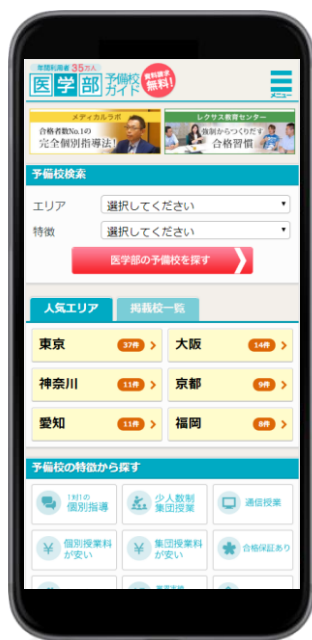 年間利用者 35万人
医学部 予備校ガイド
資料請求
無料!
メニュー
メディカルラボ
合格者数No.1の
完全個別指導法!
レクサス教育センター
強制からつくりだす
合格習慣
予備校検索
エリア 選択してください
特徴 選択してください
医学部の予備校を探す
人気エリア 掲載校一覧
東京 37件 大阪 14件
神奈川 11件 京都 9件
愛知 11件 福岡 8件
予備校の特徴から探す
1対1の
個別指導
少人数制
集団授業
通信授業
個別授業料
が安い
集団授業料
が安い
合格保証あり